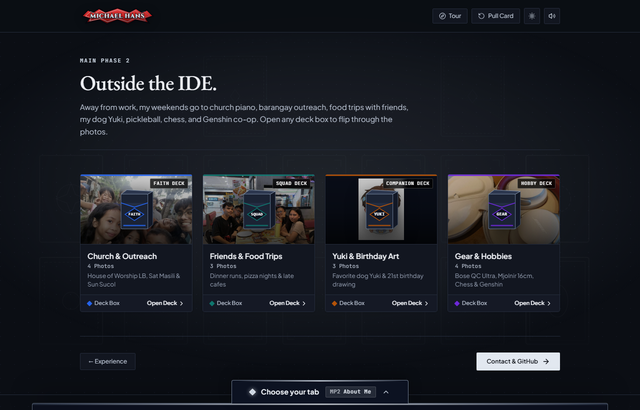 MICHAEL HANS
Tour
Pull Card
MAIN PHASE 2
Outside the IDE.
Away from work, my weekends go to church piano, barangay outreach, food trips with friends,
my dog Yuki, pickleball, chess, and Genshin co-op. Open any deck box to flip through the
photos.
FAITH DECK
FAITH
Church & Outreach
4 Photos
House of Worship LB, Sat Masili &
Sun Sucol
Deck Box
Open Deck
SQUAD DECK
SQUAD
Friends & Food Trips
3 Photos
Dinner runs, pizza nights & late
cafes
Deck Box
Open Deck
COMPANION DECK
YUKI
Yuki & Birthday Art
3 Photos
Favorite dog Yuki & 21st birthday
drawing
Deck Box
Open Deck
HOBBY DECK
GEAR
Gear & Hobbies
4 Photos
Bose QC Ultra, Mjolnir 16cm,
Chess & Genshin
Deck Box
Open Deck
← Experience
Contact & GitHub →
Choose your tab
MP2 About Me